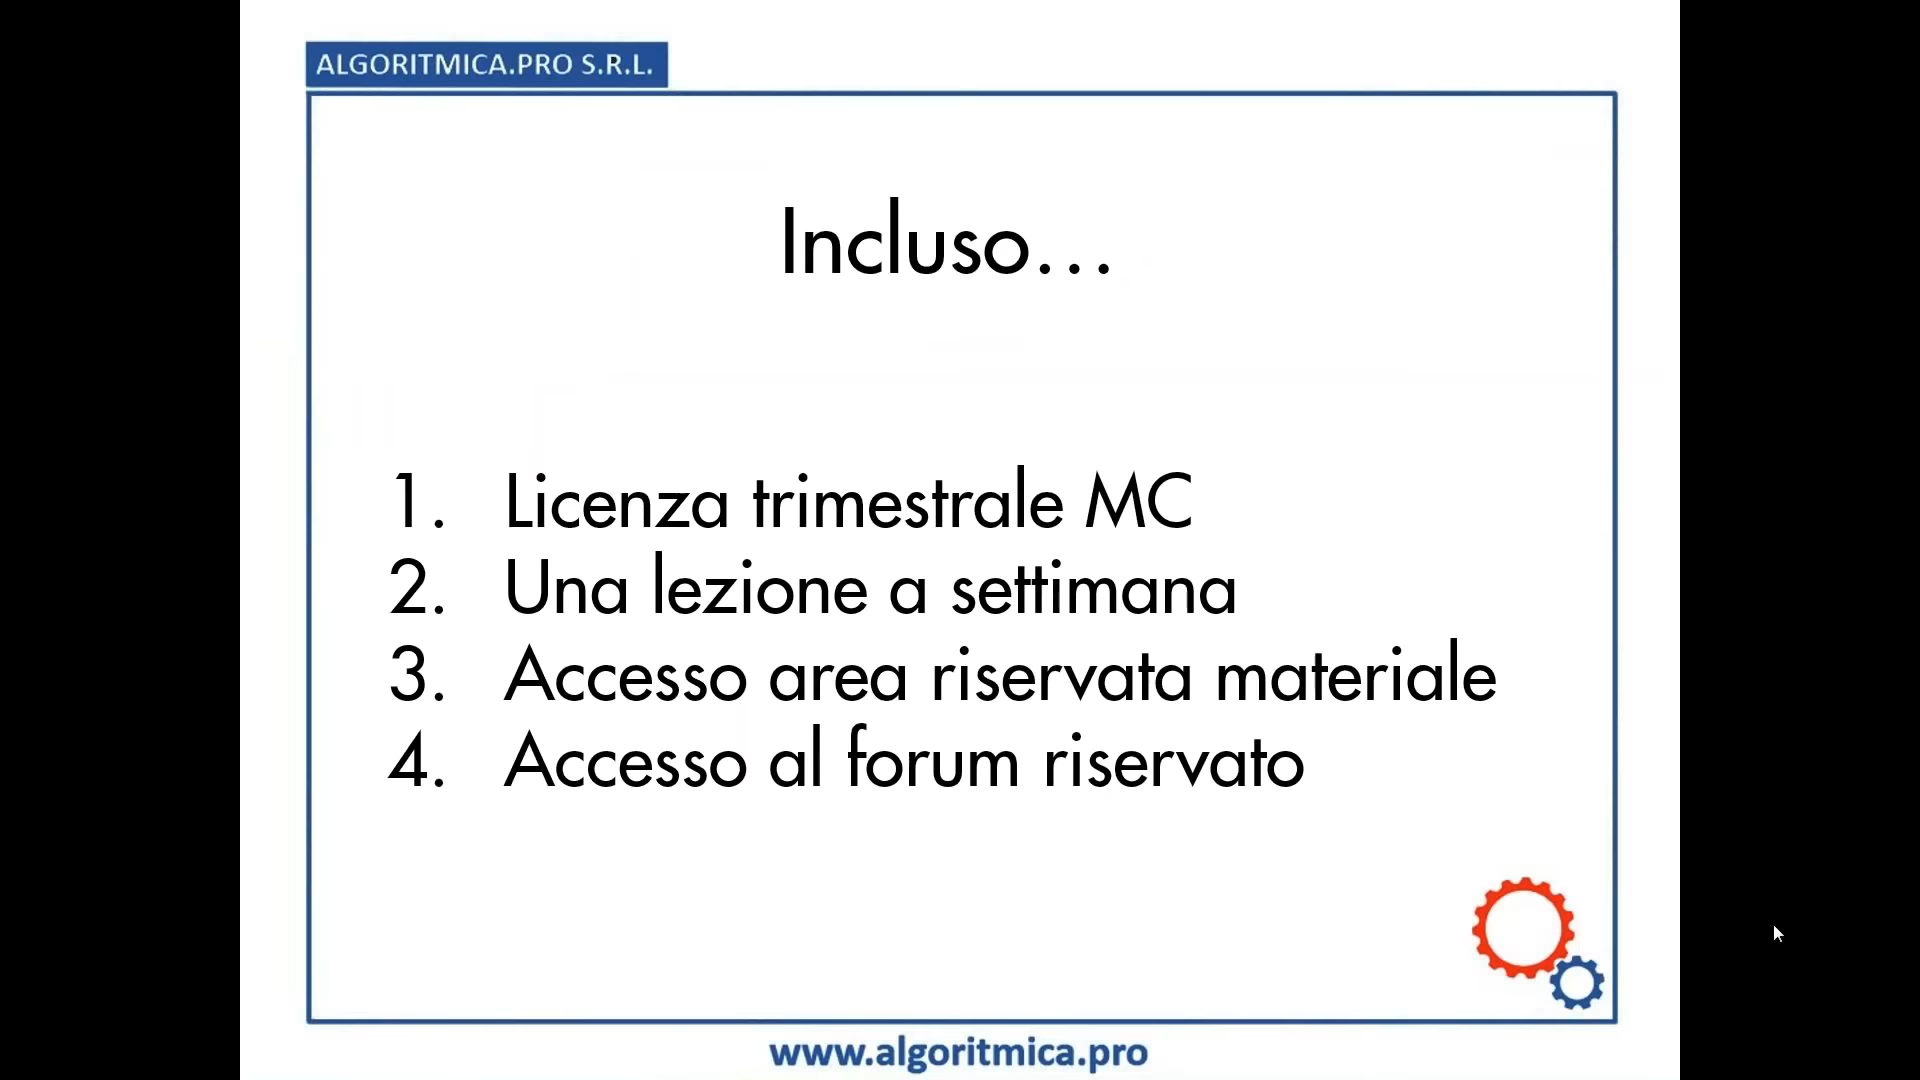 ALGORITMICA.PRO S.R.L.
Incluso...
1. Licenza trimestrale MC
2. Una lezione a settimana
3. Accesso area riservata materiale
4. Accesso al forum riservato
www.algoritmica.pro